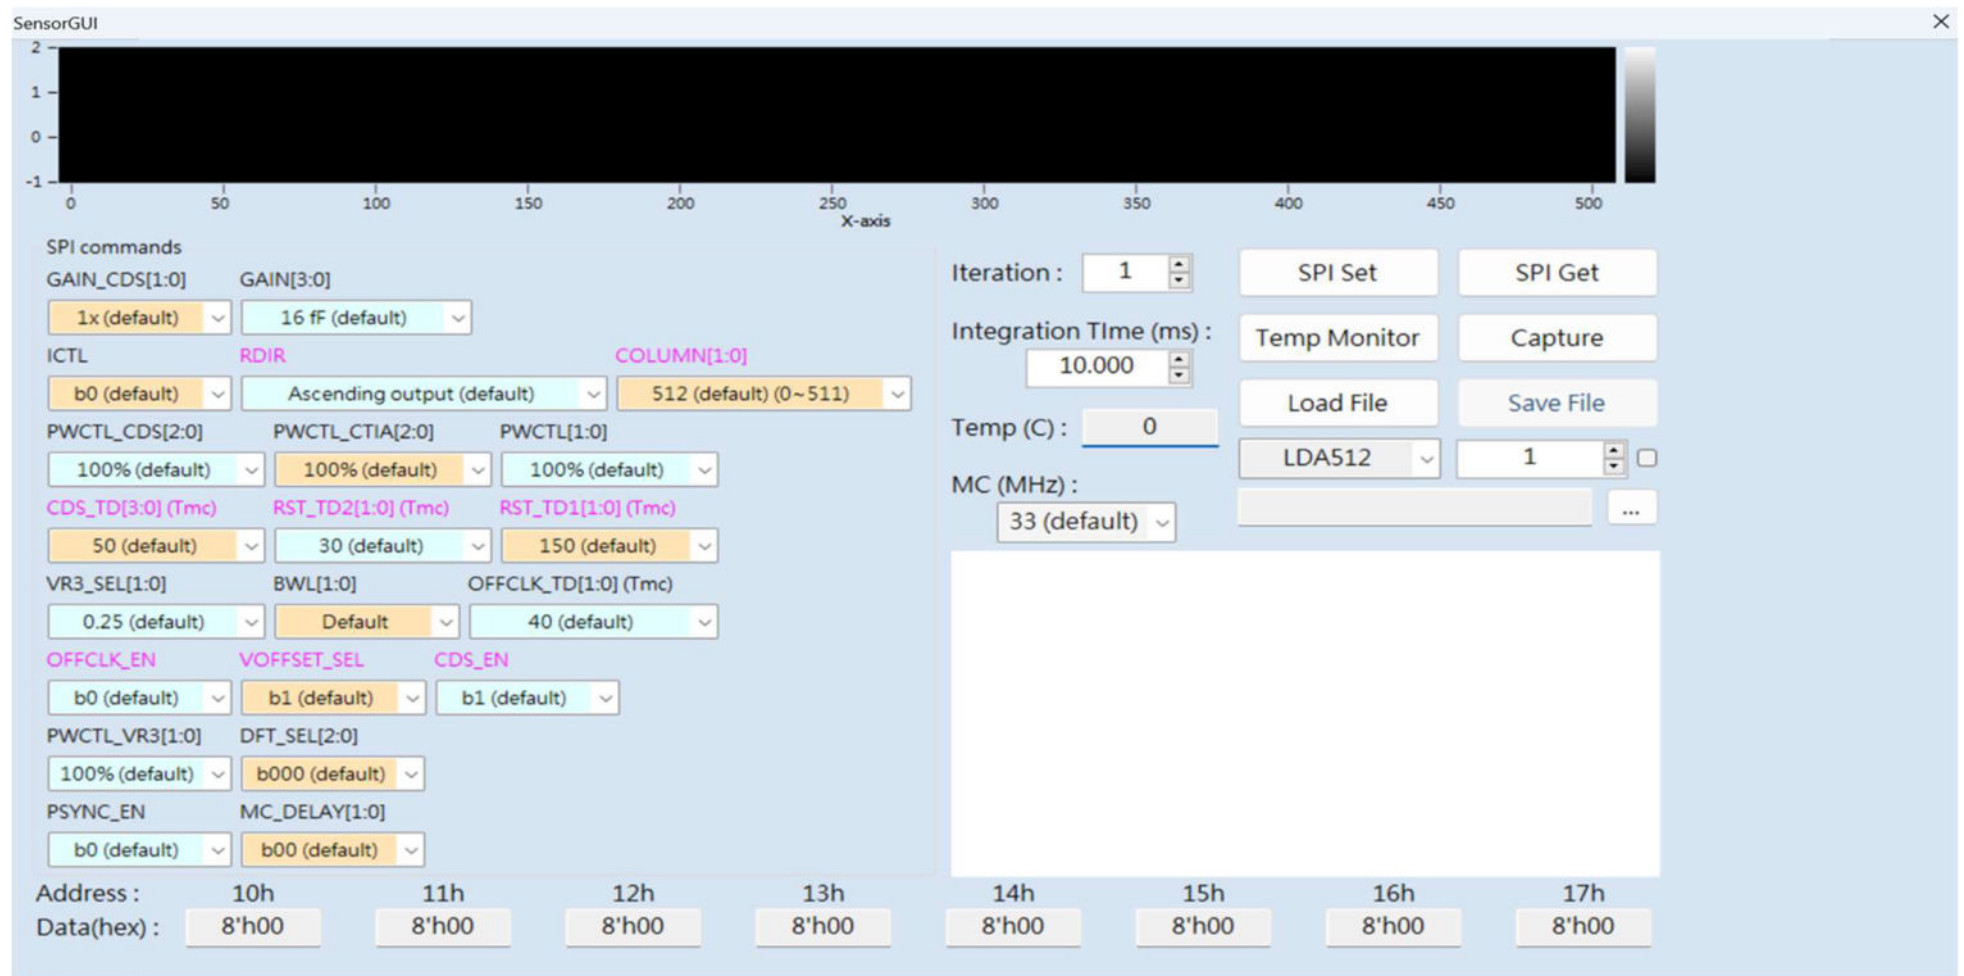 SensorGUI
2
1
0
-1
0 50 100 150 200 250 300 350 400 450 500
X-axis
SPI commands
GAIN_CDS[1:0] GAIN[3:0]
1x (default) 16 fF (default)
ICTL RDIR COLUMN[1:0]
b0 (default) Ascending output (default) 512 (default) (0~511)
PWCTL_CDS[2:0] PWCTL_CTIA[2:0] PWCTL[1:0]
100% (default) 100% (default) 100% (default)
CDS_TD[3:0] (Tmc) RST_TD2[1:0] (Tmc) RST_TD1[1:0] (Tmc)
50 (default) 30 (default) 150 (default)
VR3_SEL[1:0] BWL[1:0] OFFCLK_TD[1:0] (Tmc)
0.25 (default) Default 40 (default)
OFFCLK_EN VOFFSET_SEL CDS_EN
b0 (default) b1 (default) b1 (default)
PWCTL_VR3[1:0] DFT_SEL[2:0]
100% (default) b000 (default)
PSYNC_EN MC_DELAY[1:0]
b0 (default) b00 (default)
Iteration : 1 SPI Set SPI Get
Integration TIme (ms) : Temp Monitor Capture
10.000
Load File Save File
Temp (C) : 0
LDA512 1
MC (MHz) :
33 (default) ...
Address : 10h 11h 12h 13h 14h 15h 16h 17h
Data(hex) : 8'h00 8'h00 8'h00 8'h00 8'h00 8'h00 8'h00 8'h00